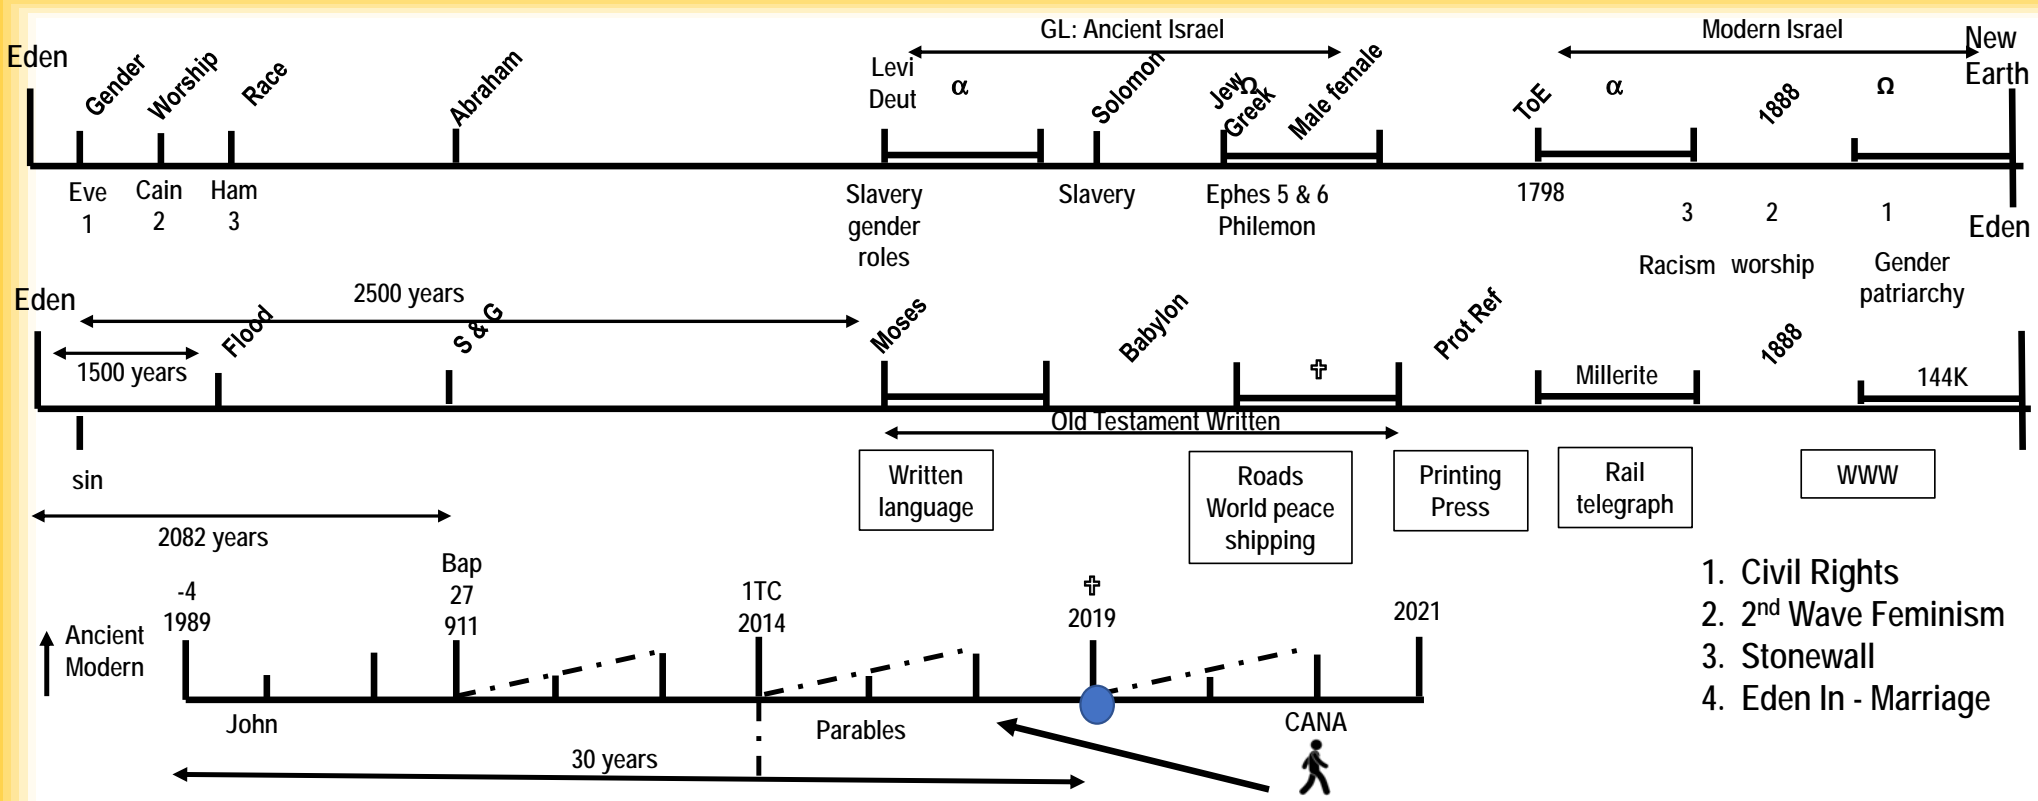 GL: Ancient Israel
Modern Israel
Eden
Gender
Worship
Race
Abraham
Levi
Deut
α
Solomon
Jew
Greek
Ω
Male female
ToE
α
1888
Ω
New
Earth
Eve
1
Cain
2
Ham
3
Slavery
gender
roles
Slavery
Ephes 5 & 6
Philemon
1798
3
Racism
2
worship
1
Gender
patriarchy
Eden
Eden
2500 years
1500 years
Flood
S & G
Moses
Babylon
✞
Prot Ref
Millerite
1888
144K
sin
Old Testament Written
Written
language
Roads
World peace
shipping
Printing
Press
Rail
telegraph
WWW
2082 years
Ancient
Modern
-4
1989
Bap
27
911
1TC
2014
✞
2019
2021
John
Parables
CANA
30 years
1. Civil Rights
2. 2nd Wave Feminism
3. Stonewall
4. Eden In - Marriage